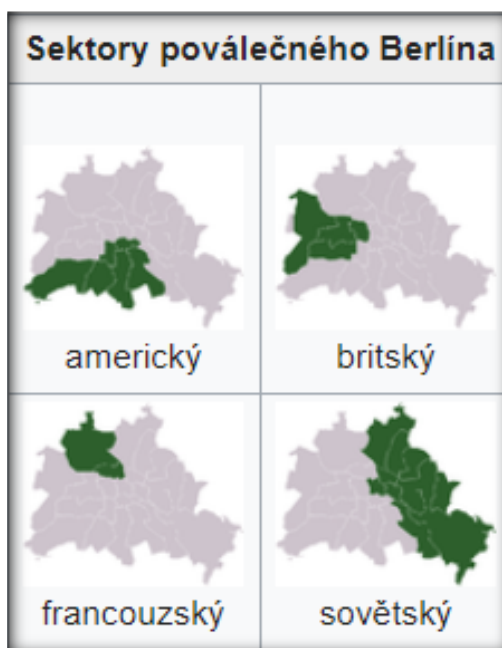 Sektory poválečného Berlína
americký
britský
francouzský
sovětský